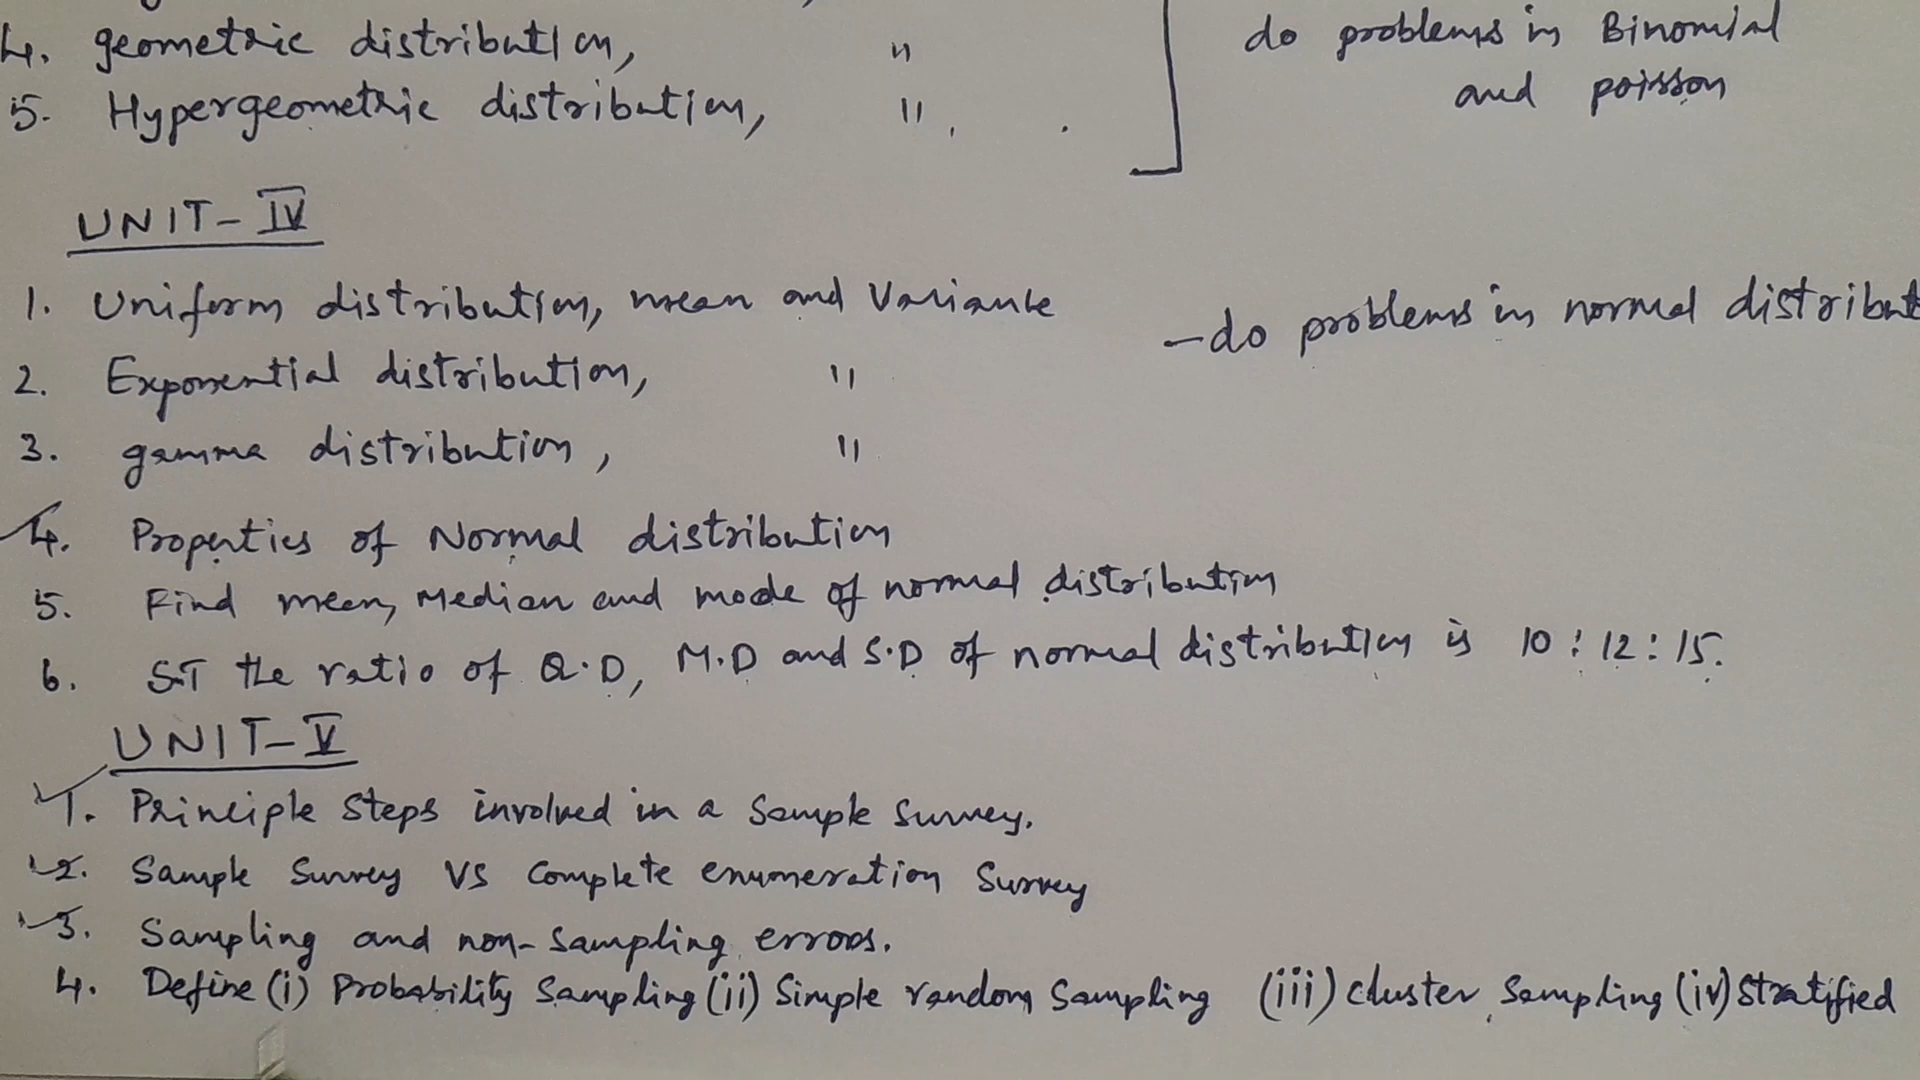 4. geometric distribution, "
do problems in Binomial
5. Hypergeometric distribution, "
and poisson
UNIT-IV
1. Uniform distribution, mean and Variance
-do problems in normal distribut
2. Exponential distribution, "
3. gamma distribution, "
4. Properties of Normal distribution
5. Find mean, Median and mode of normal distribution
6. S.T the ratio of Q.D, M.D and S.D of normal distribution is 10:12:15.
UNIT-V
1. Principle Steps involved in a Sample Survey.
2. Sample Survey VS Complete enumeration Survey
3. Sampling and non-Sampling errors.
4. Define (i) Probability Sampling (ii) Simple random Sampling (iii) cluster Sampling (iv) Stratified